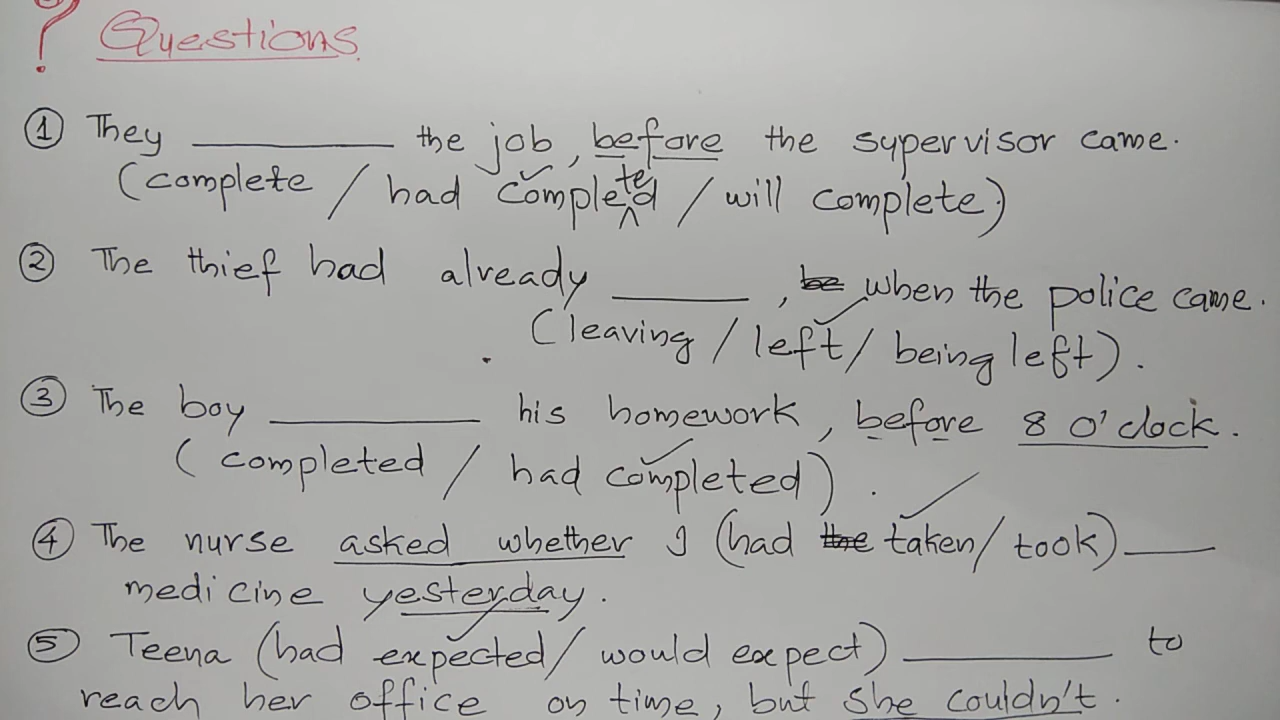 ? Questions
① They ________ the job, before the supervisor came.
(complete / had completed / will complete)
② The thief had already ______, when the police came.
(leaving / left / being left).
③ The boy ________ his homework, before 8 o'clock.
(completed / had completed).
④ The nurse asked whether I (had taken / took) ____
medicine yesterday.
⑤ Teena (had expected / would expect) ________ to
reach her office on time, but she couldn't.